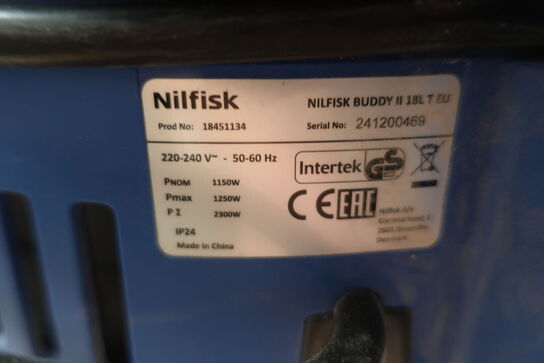 Nilfisk
NILFISK BUDDY II 18L T EU
Prod No: 18451134
Serial No: 241200469
220-240 V~ - 50-60 Hz
PNOM 1150W
Pmax 1250W
P Σ 2300W
IP24
Made in China
Intertek GS
CE EAC
Nilfisk A/S
Denmark